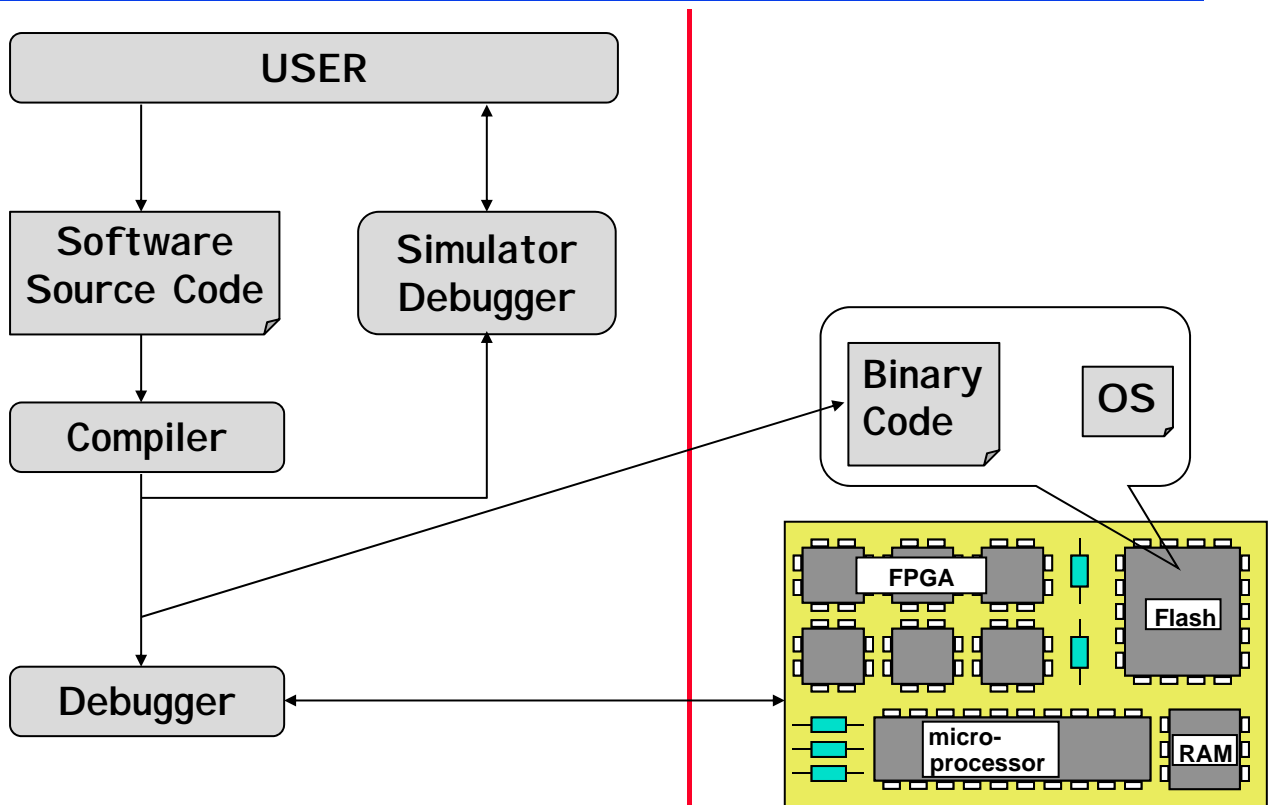 USER
Software
Source Code
Simulator
Debugger
Compiler
Binary
Code
OS
FPGA
Flash
Debugger
micro-
processor
RAM